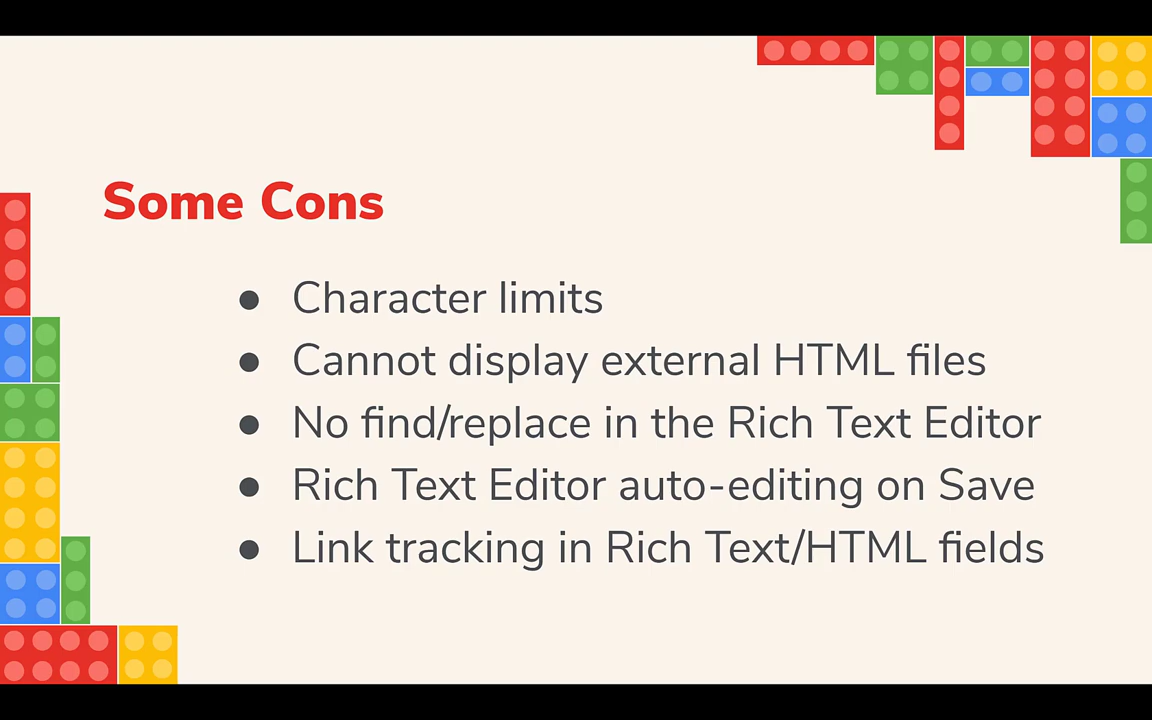 Some Cons
● Character limits
● Cannot display external HTML files
● No find/replace in the Rich Text Editor
● Rich Text Editor auto-editing on Save
● Link tracking in Rich Text/HTML fields